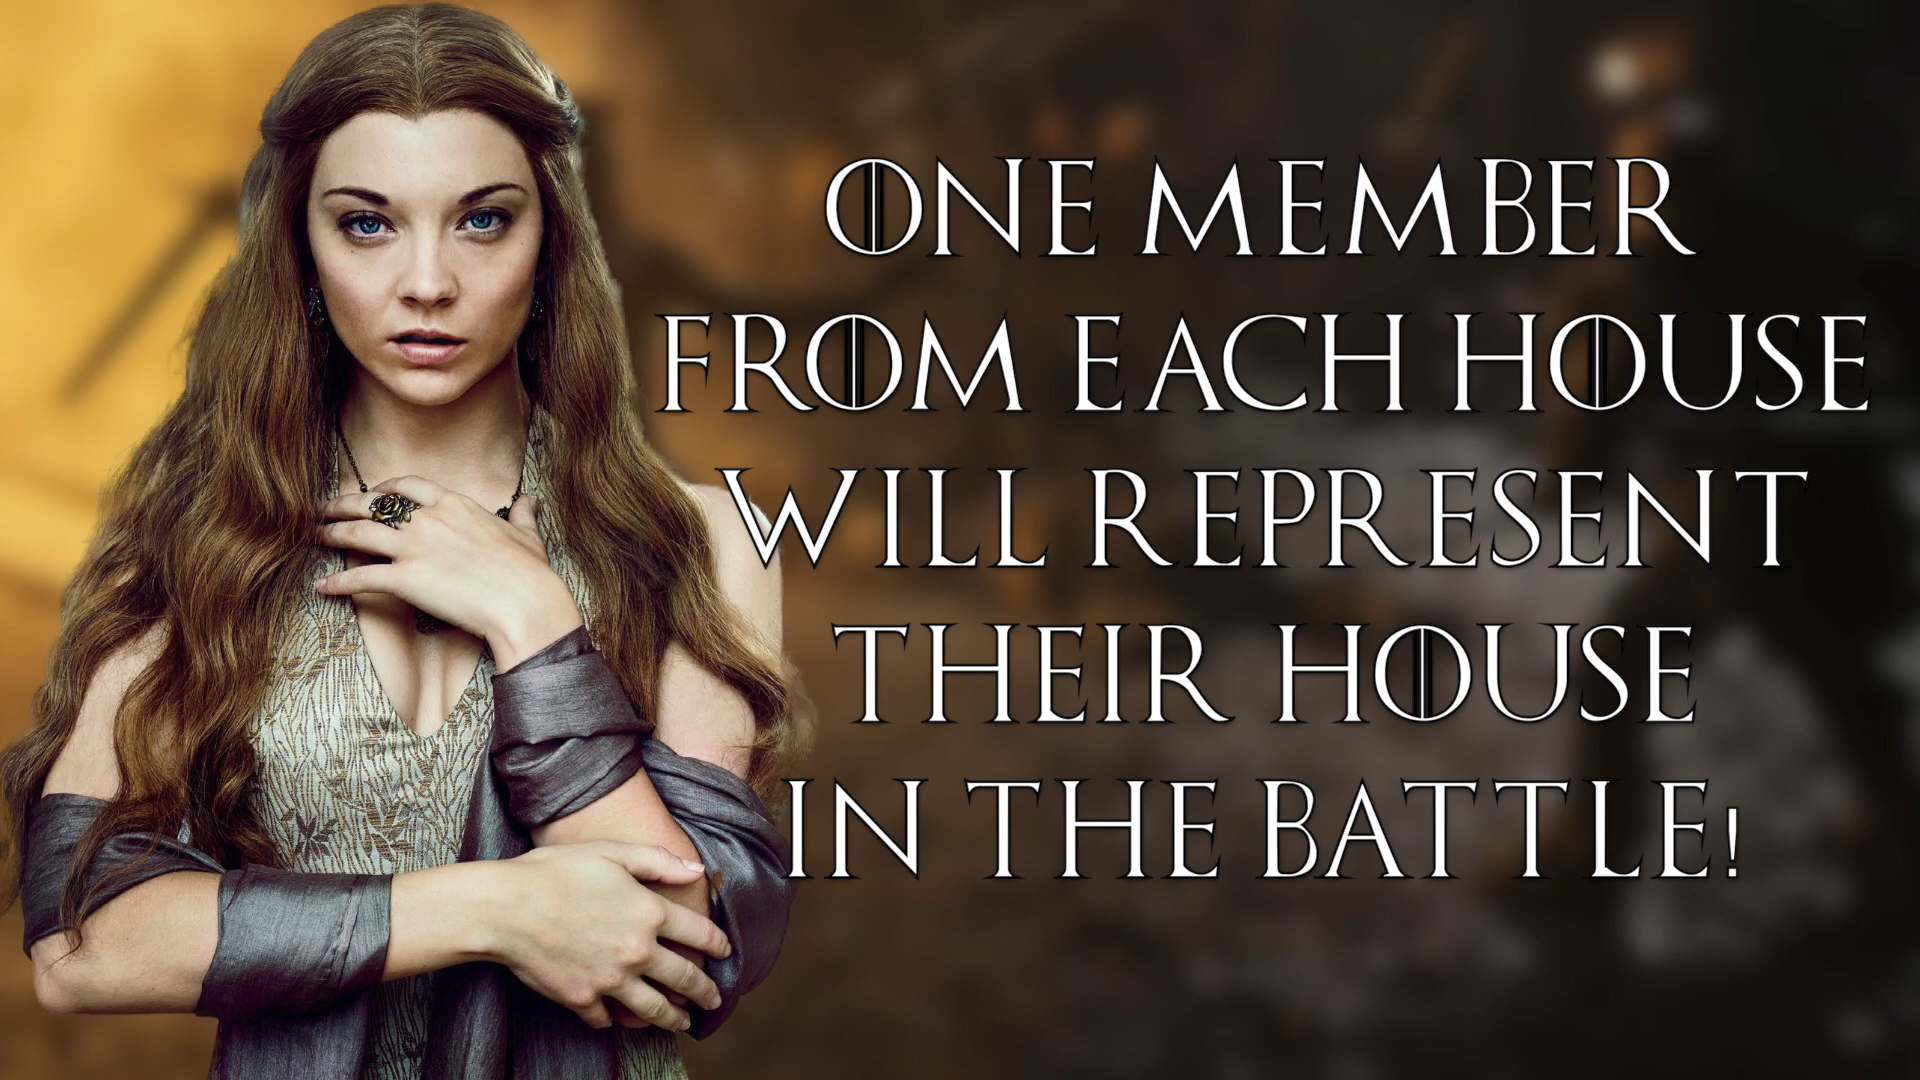 ONE MEMBER
FROM EACH HOUSE
WILL REPRESENT
THEIR HOUSE
IN THE BATTLE!